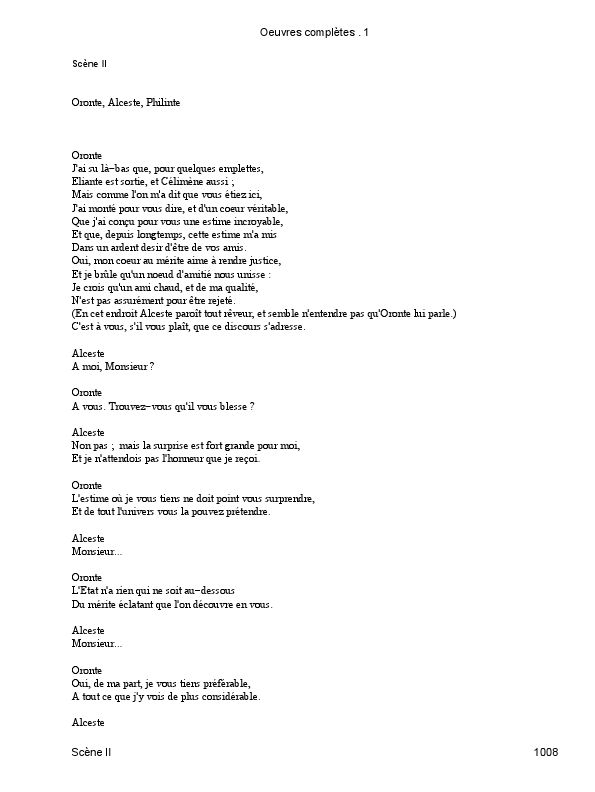 Oeuvres complètes . 1
Scène II
Oronte, Alceste, Philinte
Oronte
J'ai su là-bas que, pour quelques emplettes,
Eliante est sortie, et Célimène aussi ;
Mais comme l'on m'a dit que vous étiez ici,
J'ai monté pour vous dire, et d'un coeur véritable,
Que j'ai conçu pour vous une estime incroyable,
Et que, depuis longtemps, cette estime m'a mis
Dans un ardent desir d'être de vos amis.
Oui, mon coeur au mérite aime à rendre justice,
Et je brûle qu'un noeud d'amitié nous unisse :
Je crois qu'un ami chaud, et de ma qualité,
N'est pas assurément pour être rejeté.
(En cet endroit Alceste paroît tout rêveur, et semble n'entendre pas qu'Oronte lui parle.)
C'est à vous, s'il vous plaît, que ce discours s'adresse.
Alceste
A moi, Monsieur ?
Oronte
A vous. Trouvez-vous qu'il vous blesse ?
Alceste
Non pas ; mais la surprise est fort grande pour moi,
Et je n'attendois pas l'honneur que je reçoi.
Oronte
L'estime où je vous tiens ne doit point vous surprendre,
Et de tout l'univers vous la pouvez prétendre.
Alceste
Monsieur...
Oronte
L'Etat n'a rien qui ne soit au-dessous
Du mérite éclatant que l'on découvre en vous.
Alceste
Monsieur...
Oronte
Oui, de ma part, je vous tiens préférable,
A tout ce que j'y vois de plus considérable.
Alceste
Scène II
1008